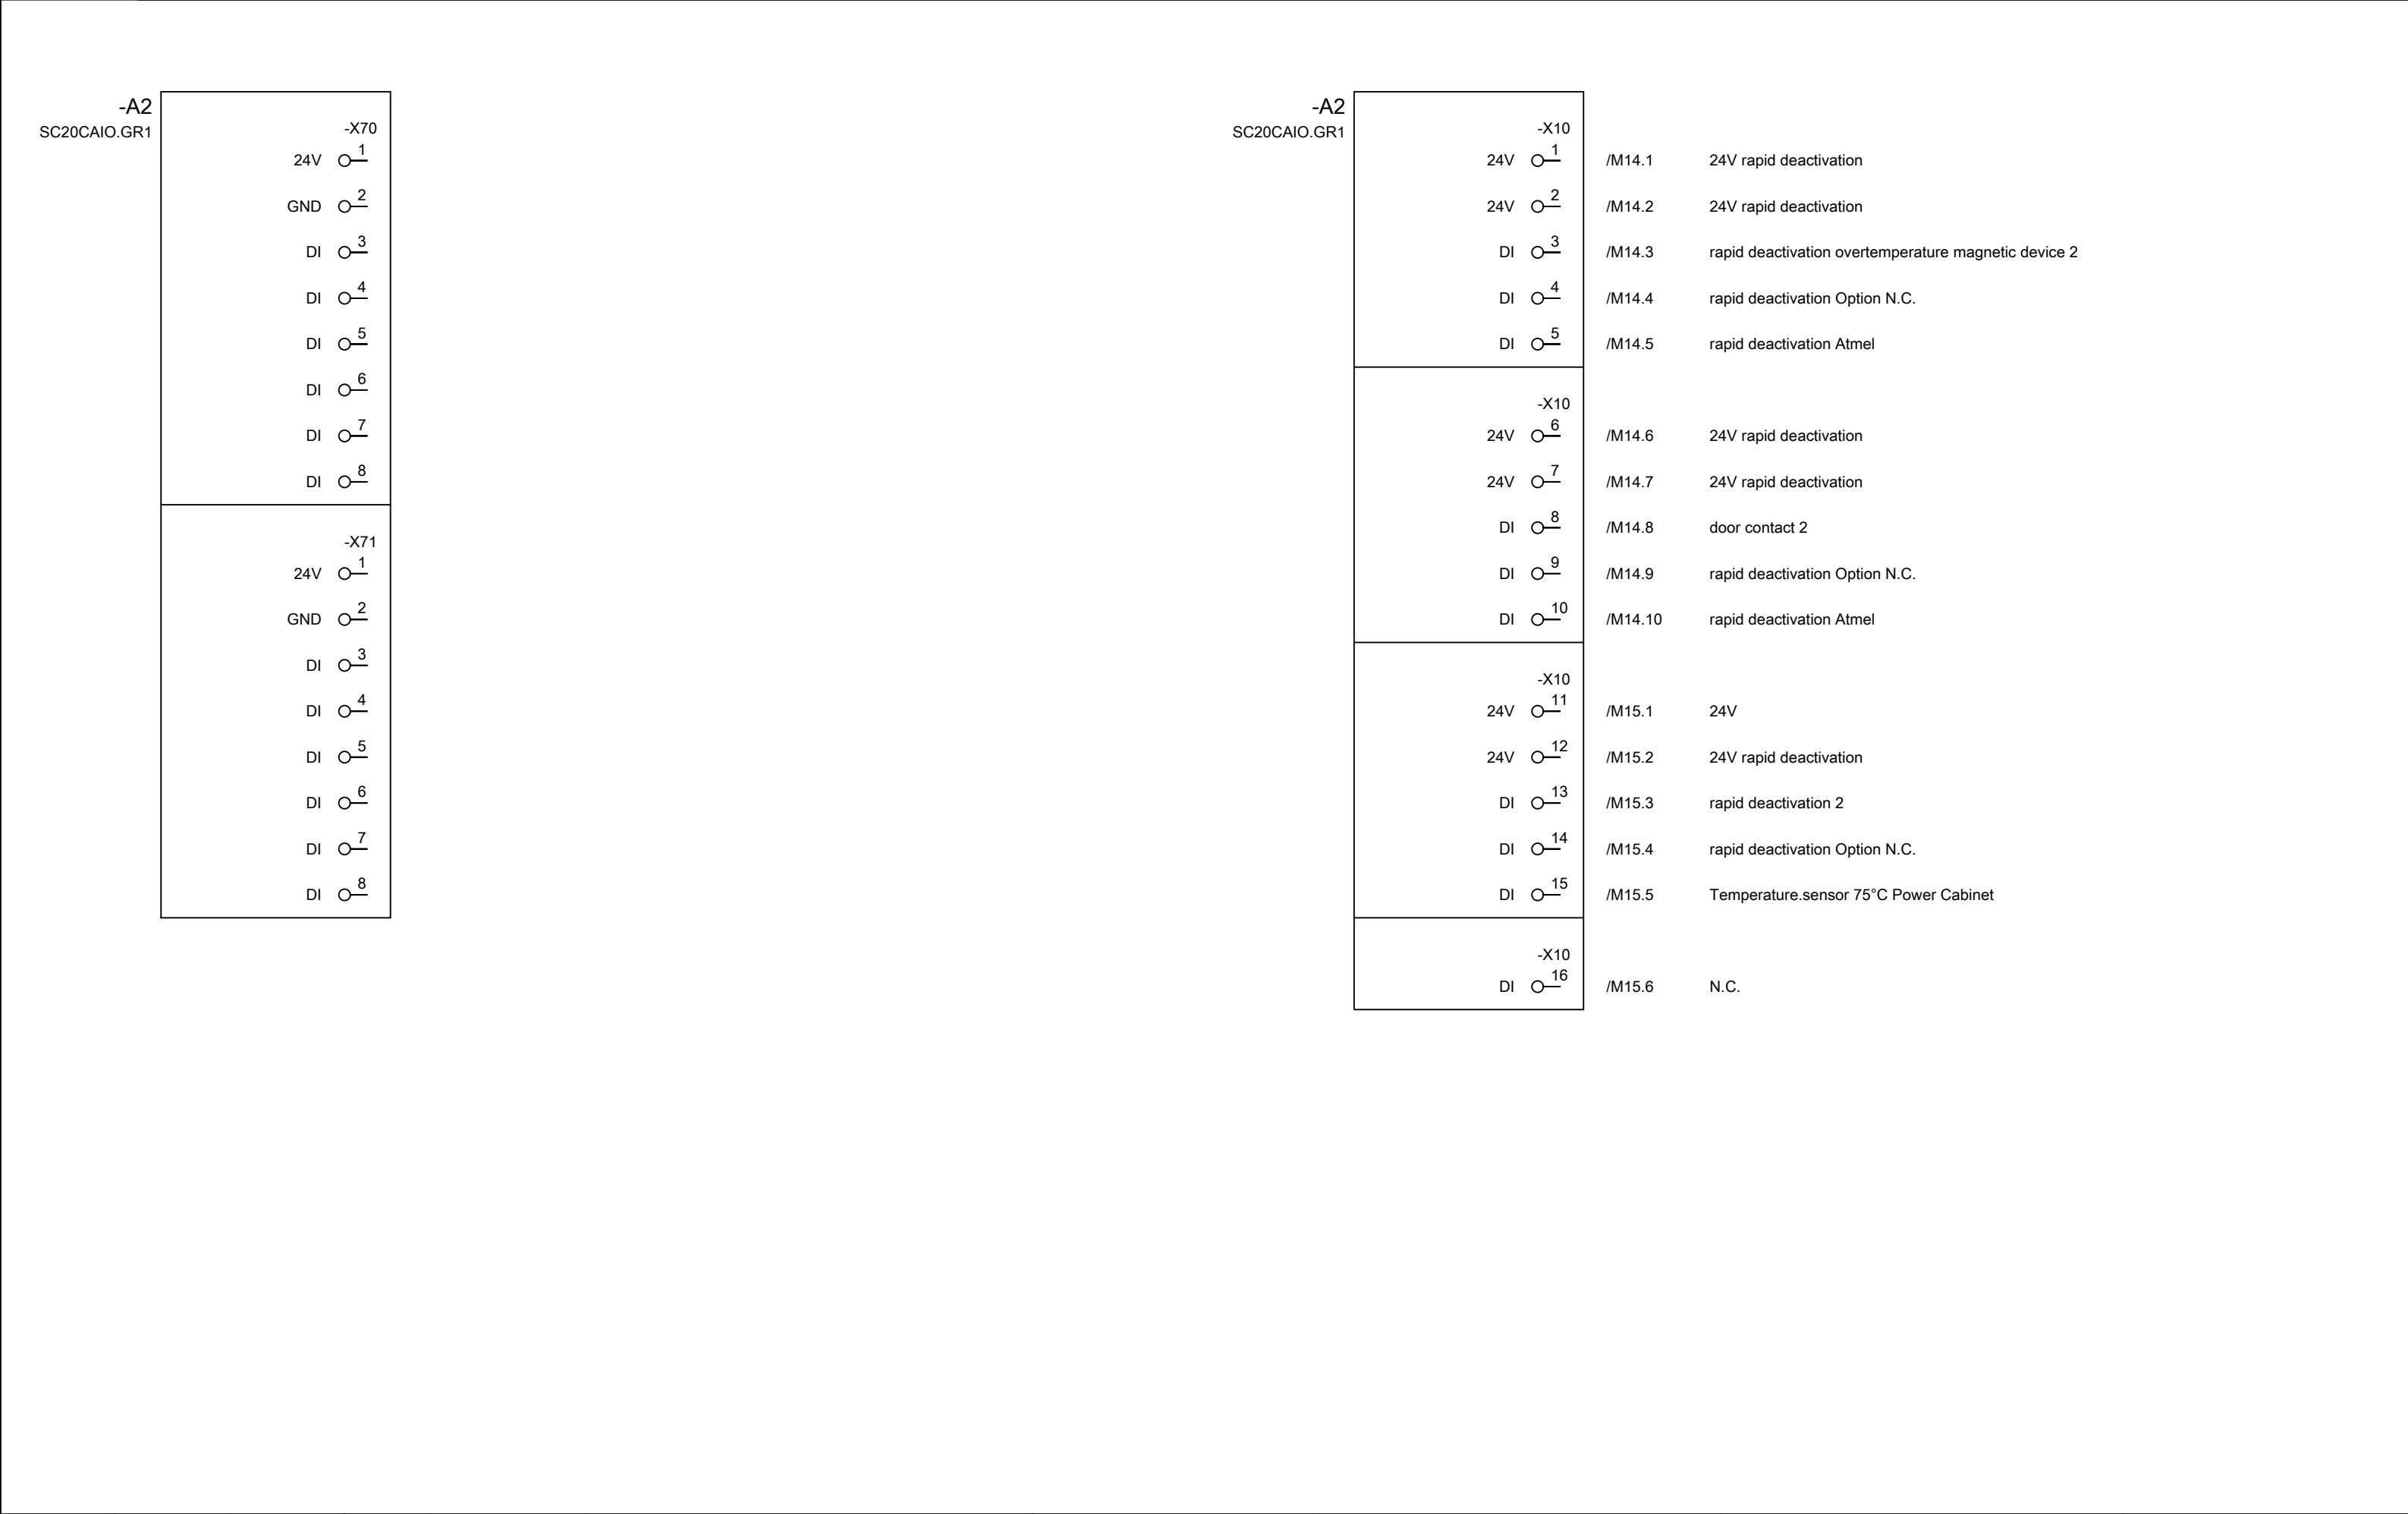 -A2
SC20CAIO.GR1
-X70
24V 1
GND 2
DI 3
DI 4
DI 5
DI 6
DI 7
DI 8
-X71
24V 1
GND 2
DI 3
DI 4
DI 5
DI 6
DI 7
DI 8
-A2
SC20CAIO.GR1
-X10
24V 1 /M14.1 24V rapid deactivation
24V 2 /M14.2 24V rapid deactivation
DI 3 /M14.3 rapid deactivation overtemperature magnetic device 2
DI 4 /M14.4 rapid deactivation Option N.C.
DI 5 /M14.5 rapid deactivation Atmel
-X10
24V 6 /M14.6 24V rapid deactivation
24V 7 /M14.7 24V rapid deactivation
DI 8 /M14.8 door contact 2
DI 9 /M14.9 rapid deactivation Option N.C.
DI 10 /M14.10 rapid deactivation Atmel
-X10
24V 11 /M15.1 24V
24V 12 /M15.2 24V rapid deactivation
DI 13 /M15.3 rapid deactivation 2
DI 14 /M15.4 rapid deactivation Option N.C.
DI 15 /M15.5 Temperature.sensor 75°C Power Cabinet
-X10
DI 16 /M15.6 N.C.